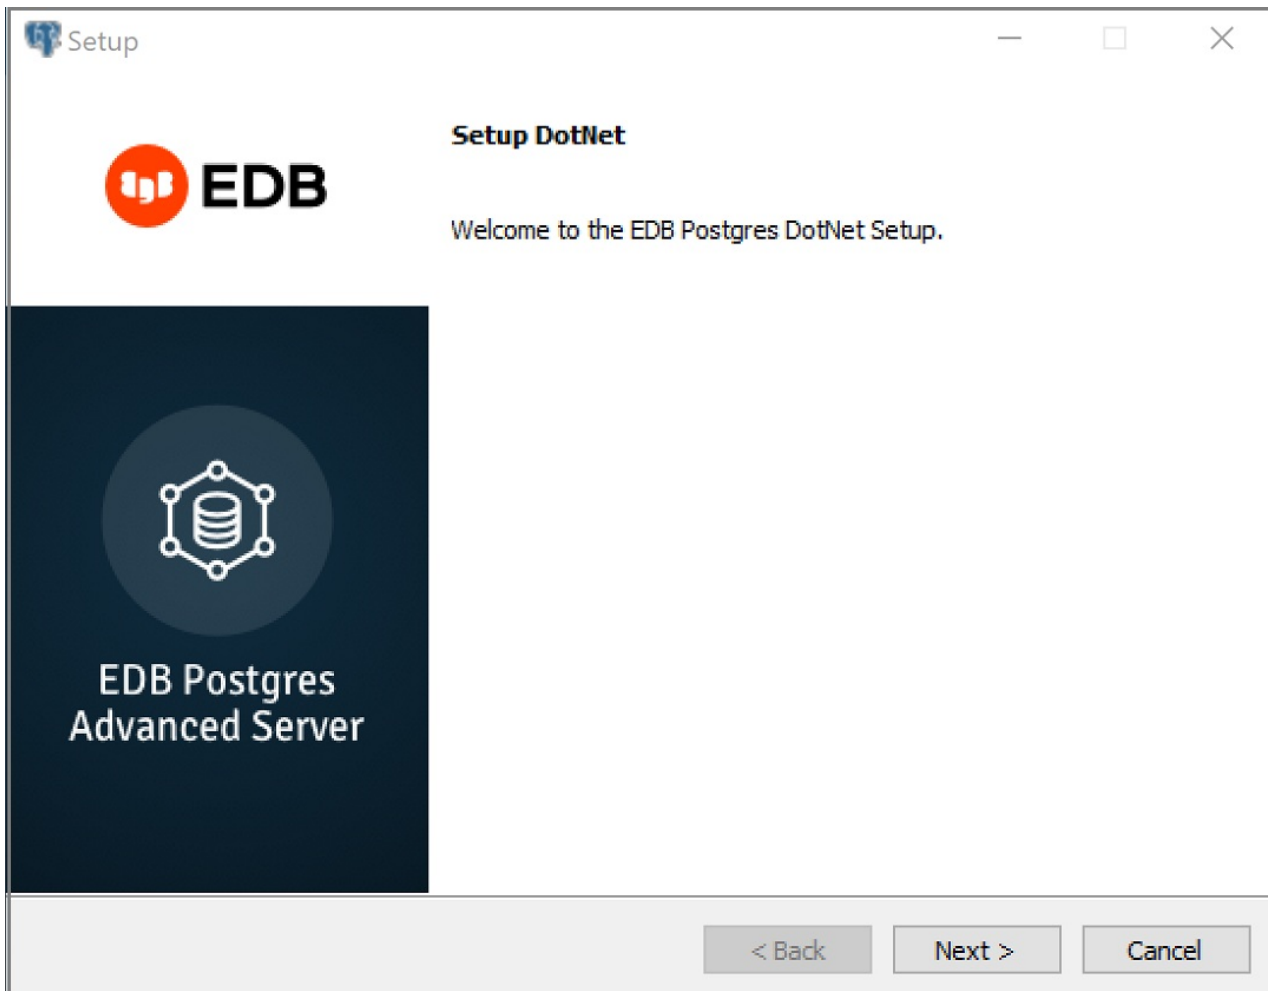 Setup
EDB
Setup DotNet
Welcome to the EDB Postgres DotNet Setup.
EDB Postgres
Advanced Server
< Back
Next >
Cancel